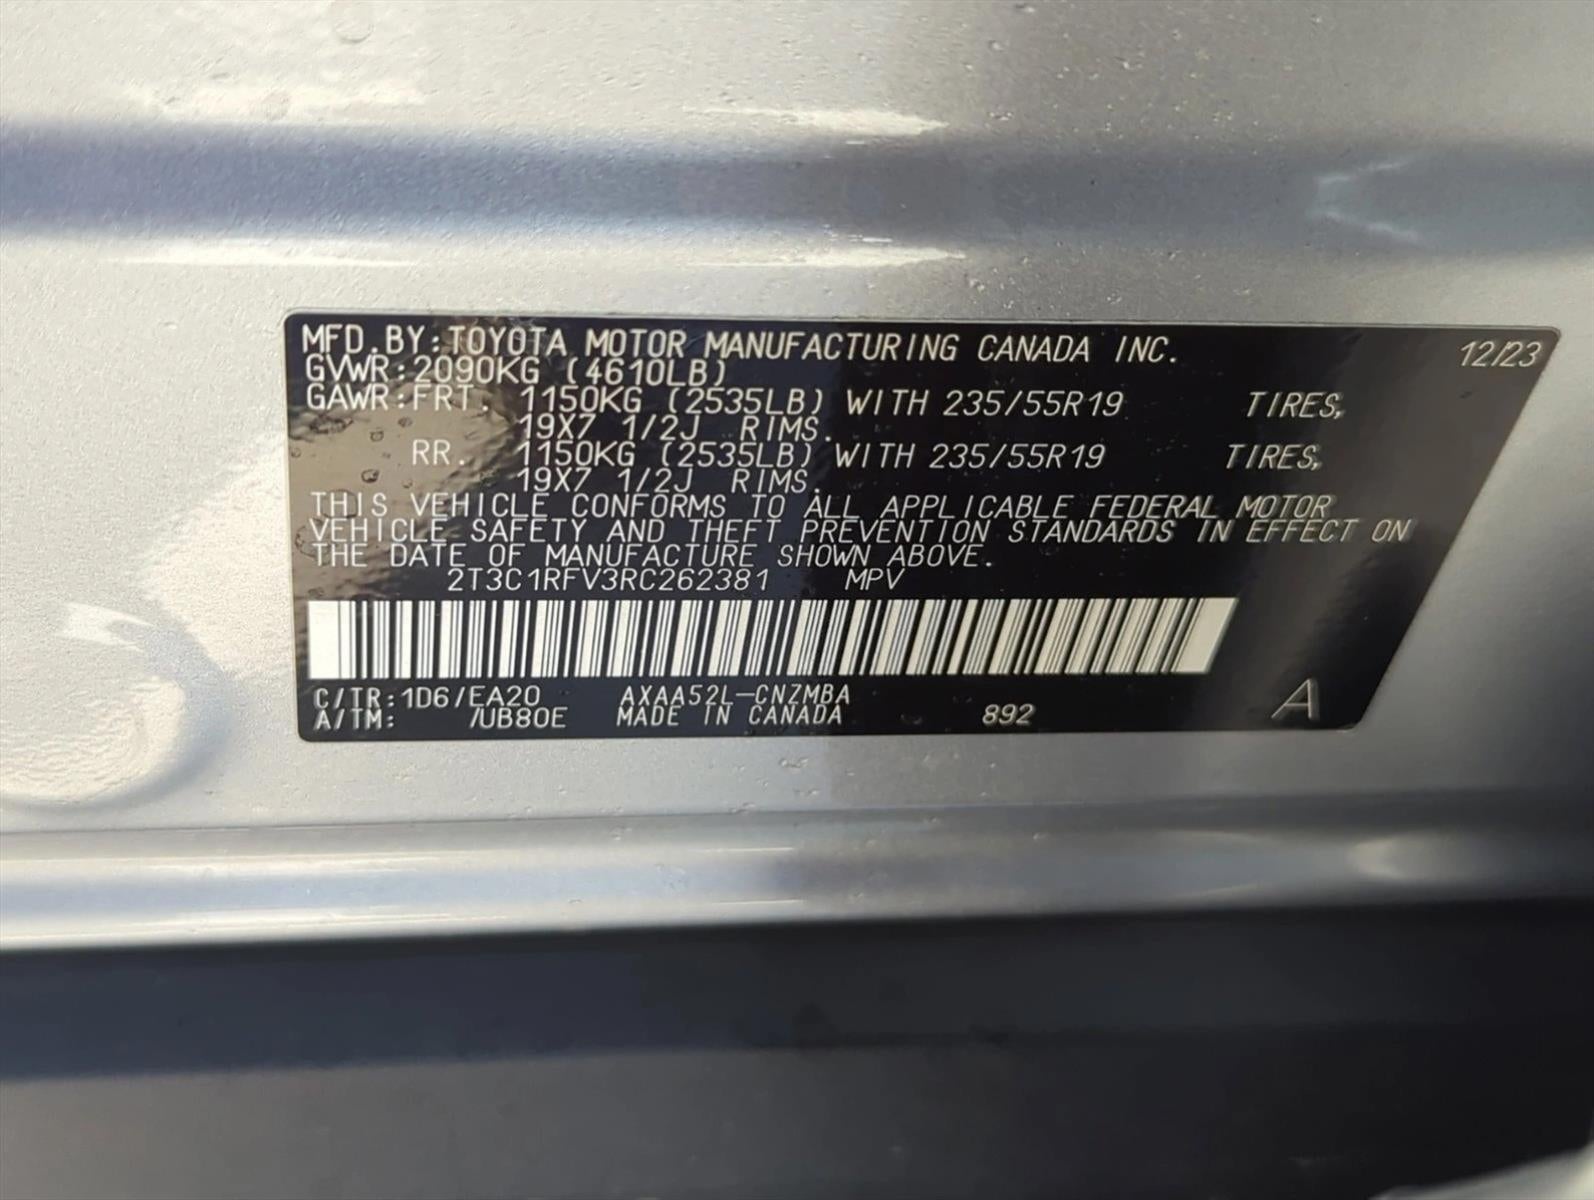 MFD. BY: TOYOTA MOTOR MANUFACTURING CANADA INC. 12/23
GVWR: 2090KG (4610LB)
GAWR: FRT. 1150KG (2535LB) WITH 235/55R19 TIRES,
19X7 1/2J RIMS.
RR. 1150KG (2535LB) WITH 235/55R19 TIRES,
19X7 1/2J RIMS.
THIS VEHICLE CONFORMS TO ALL APPLICABLE FEDERAL MOTOR
VEHICLE SAFETY AND THEFT PREVENTION STANDARDS IN EFFECT ON
THE DATE OF MANUFACTURE SHOWN ABOVE.
2T3C1RFV3RC262381 MPV
C/TR: 1D6/EA20 AXAA52L-CNZMBA
A/TM: /UB80E MADE IN CANADA 892 A